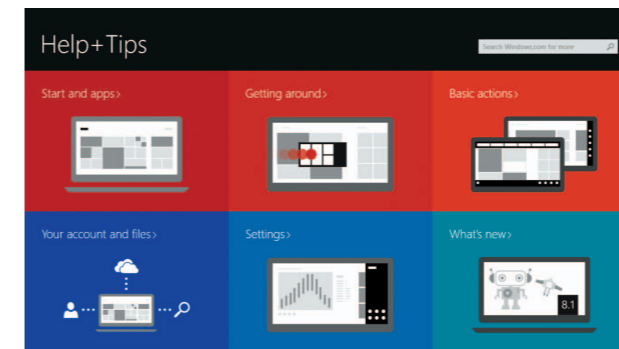 Help+Tips
Search Windows.com for more
Start and apps>
Getting around>
Basic actions>
Your account and files>
Settings>
What's new>
8.1